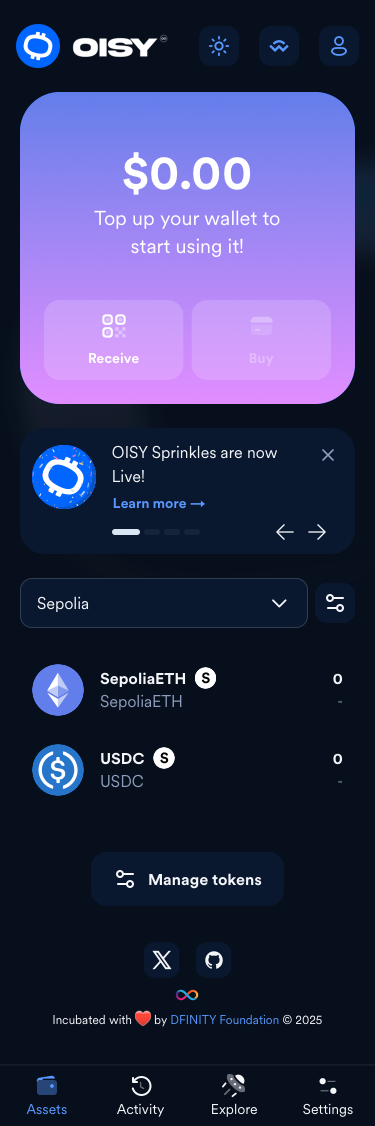 OISY
$0.00
Top up your wallet to
start using it!
Receive
Buy
OISY Sprinkles are now
Live!
Learn more →
Sepolia
SepoliaETH S
0
SepoliaETH
-
USDC S
0
USDC
-
Manage tokens
Incubated with ❤️ by DFINITY Foundation © 2025
Assets
Activity
Explore
Settings